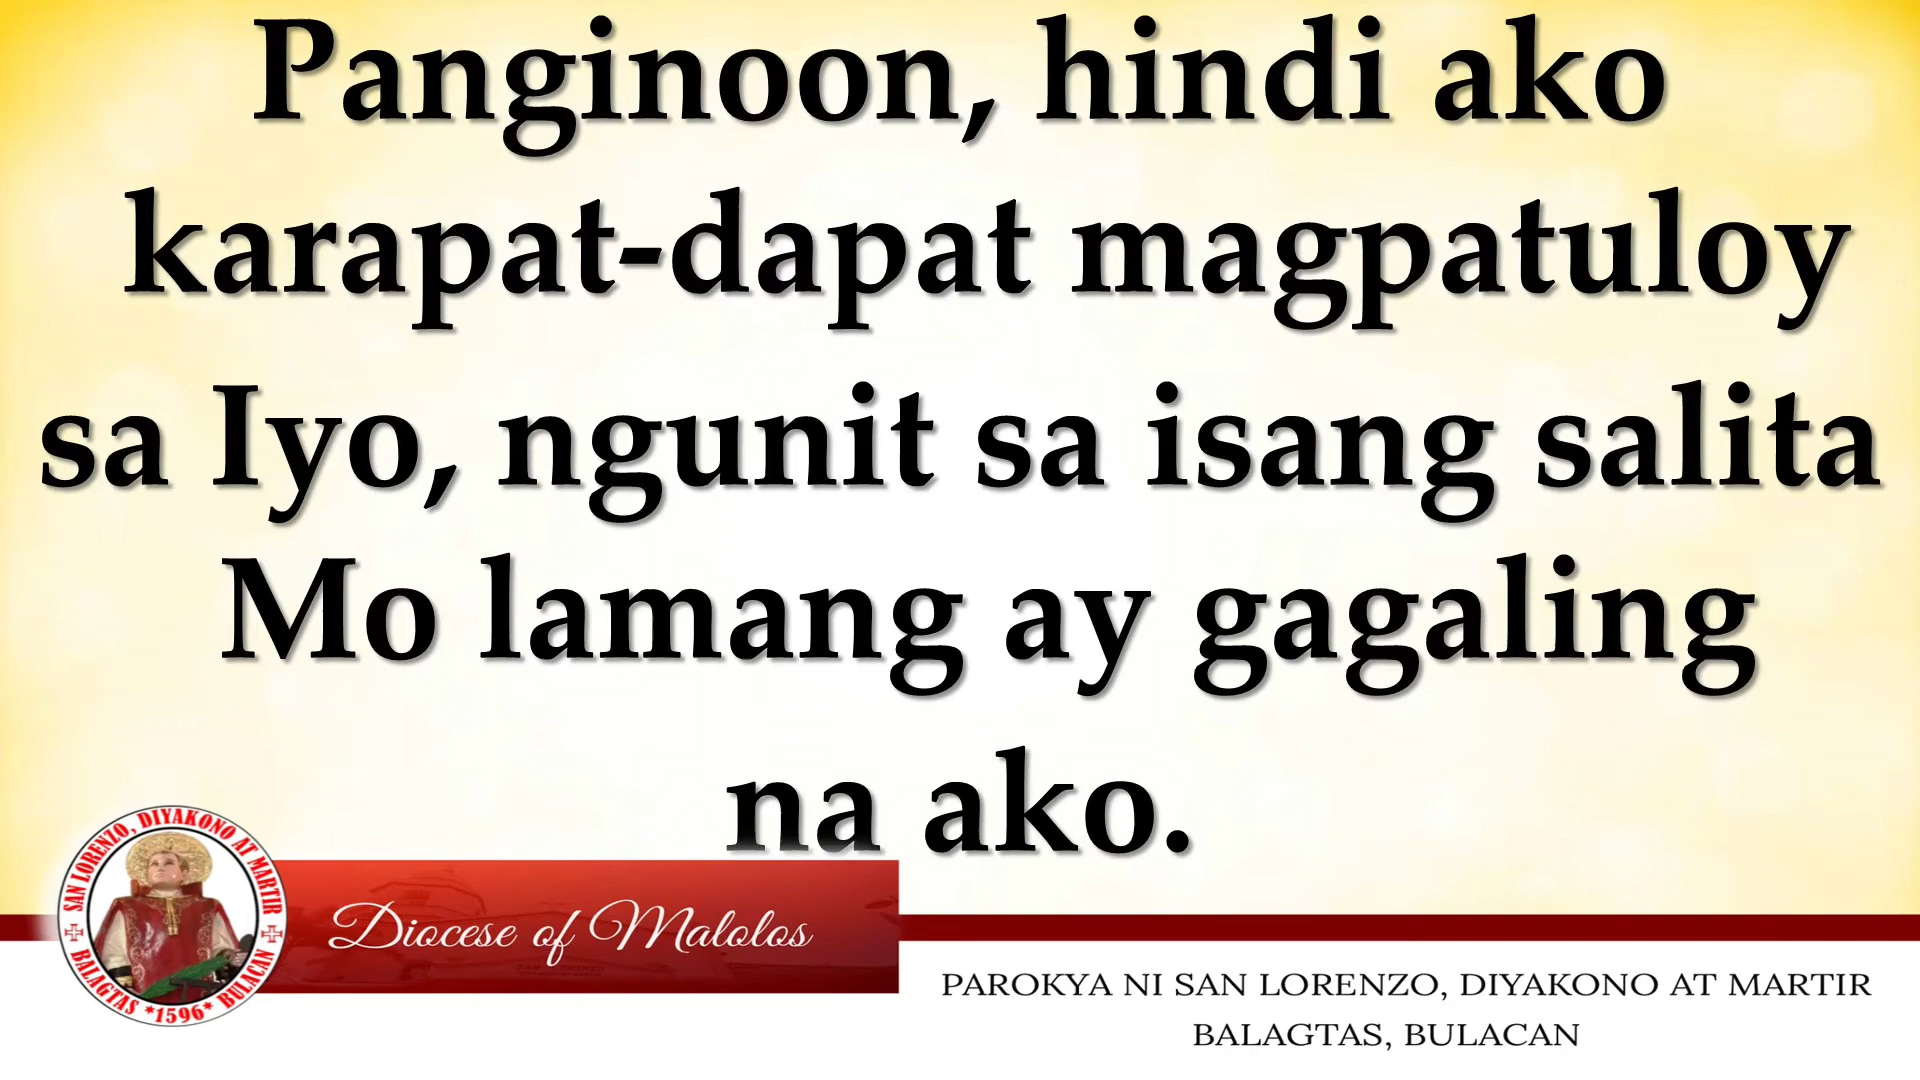 Panginoon, hindi ako
karapat-dapat magpatuloy
sa Iyo, ngunit sa isang salita
Mo lamang ay gagaling
na ako.
SAN LORENZO, DIYAKONO AT MARTIR
BALAGTAS *1596* BULACAN
Diocese of Malolos
PAROKYA NI SAN LORENZO, DIYAKONO AT MARTIR
BALAGTAS, BULACAN